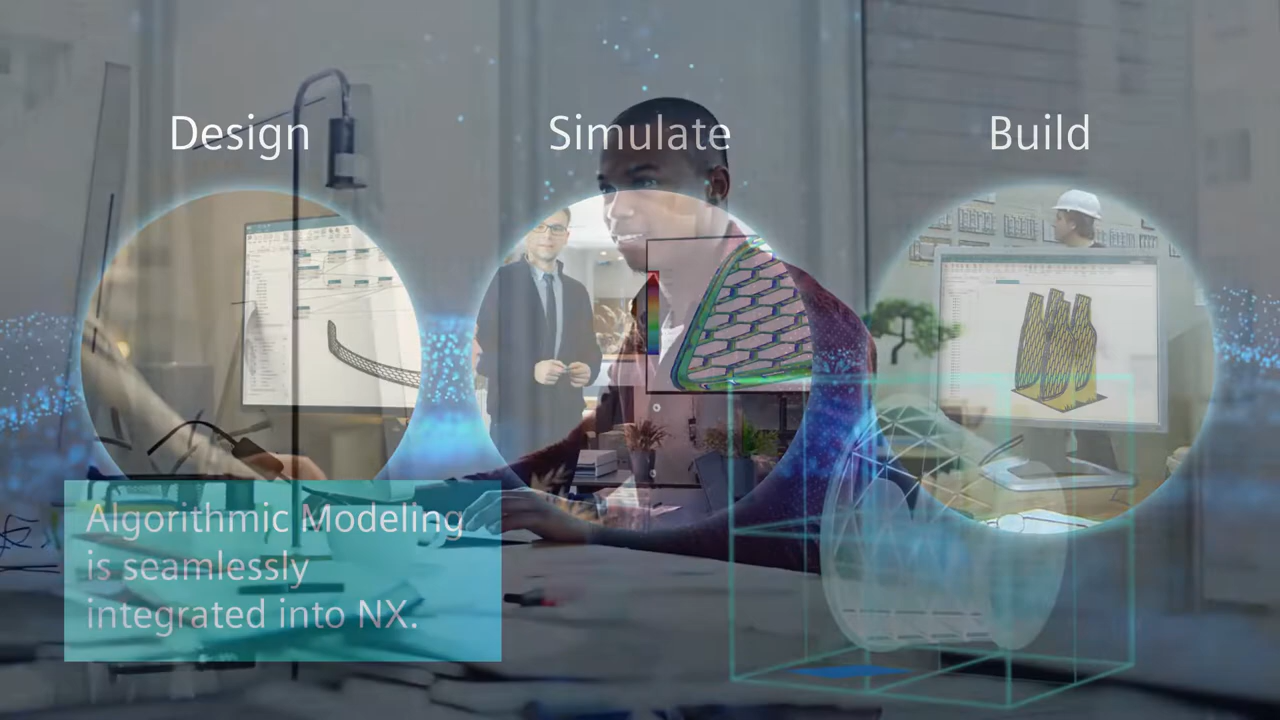 Design
Simulate
Build
Algorithmic Modeling
is seamlessly
integrated into NX.